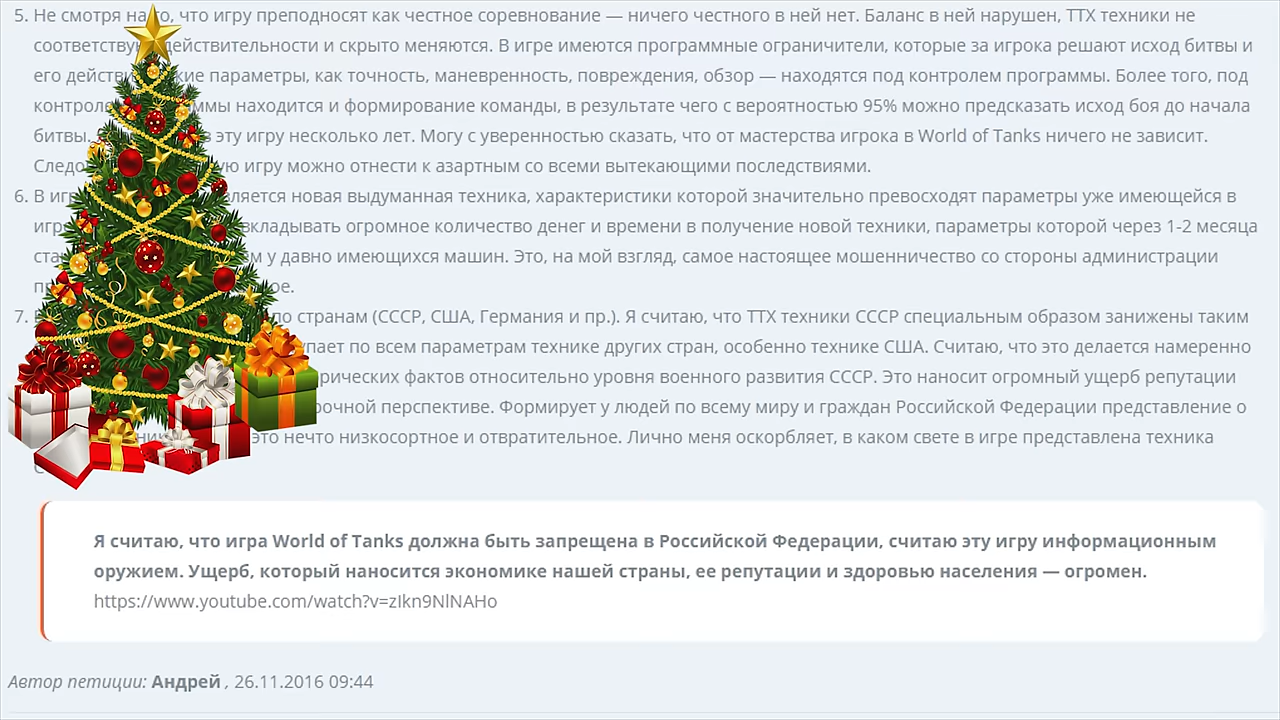 5. Не смотря на то, что игру преподносят как честное соревнование — ничего честного в ней нет. Баланс в ней нарушен, ТТХ техники не
соответствуют действительности и скрыто меняются. В игре имеются программные ограничители, которые за игрока решают исход битвы и
его параметры, как точность, маневренность, повреждения, обзор — находятся под контролем программы. Более того, под
находится и формирование команды, в результате чего с вероятностью 95% можно предсказать исход боя до начала
битвы. эту игру несколько лет. Могу с уверенностью сказать, что от мастерства игрока в World of Tanks ничего не зависит.
игру можно отнести к азартным со всеми вытекающими последствиями.
6. В новая выдуманная техника, характеристики которой значительно превосходят параметры уже имеющейся в
вкладывать огромное количество денег и времени в получение новой техники, параметры которой через 1-2 месяца
у давно имеющихся машин. Это, на мой взгляд, самое настоящее мошенничество со стороны администрации
7. по странам (СССР, США, Германия и пр.). Я считаю, что ТТХ техники СССР специальным образом занижены таким
по всем параметрам технике других стран, особенно технике США. Считаю, что это делается намеренно
фактов относительно уровня военного развития СССР. Это наносит огромный ущерб репутации
перспективе. Формирует у людей по всему миру и граждан Российской Федерации представление о
это нечто низкосортное и отвратительное. Лично меня оскорбляет, в каком свете в игре представлена техника
Я считаю, что игра World of Tanks должна быть запрещена в Российской Федерации, считаю эту игру информационным
оружием. Ущерб, который наносится экономике нашей страны, ее репутации и здоровью населения — огромен.
https://www.youtube.com/watch?v=zIkn9NlNAHo
Автор петиции: Андрей , 26.11.2016 09:44